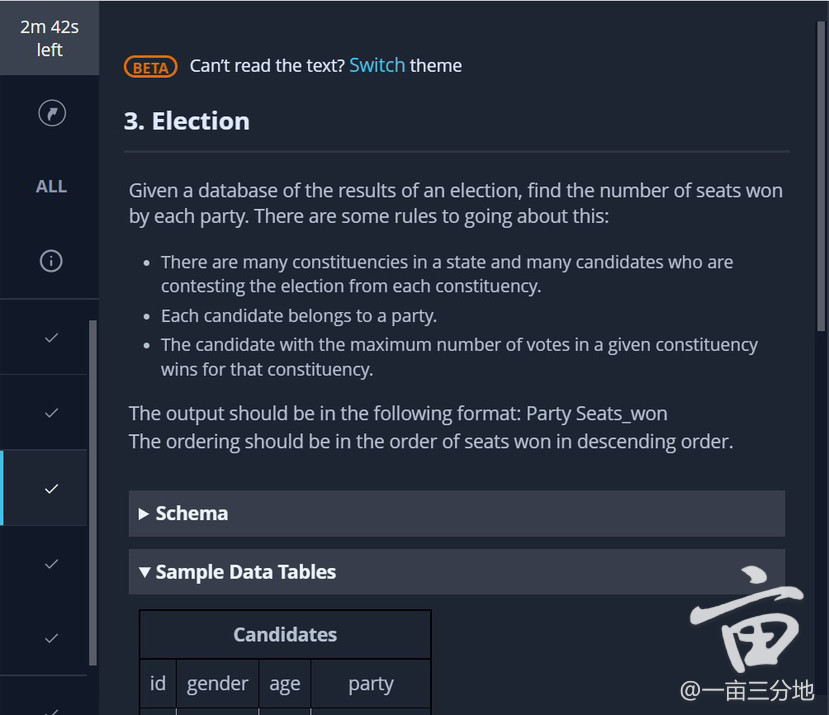 2m 42s
left
ALL
BETA Can’t read the text? Switch theme
3. Election
Given a database of the results of an election, find the number of seats won
by each party. There are some rules to going about this:
• There are many constituencies in a state and many candidates who are
contesting the election from each constituency.
• Each candidate belongs to a party.
• The candidate with the maximum number of votes in a given constituency
wins for that constituency.
The output should be in the following format: Party Seats_won
The ordering should be in the order of seats won in descending order.
Schema
Sample Data Tables
Candidates
id gender age party
亩
@一亩三分地